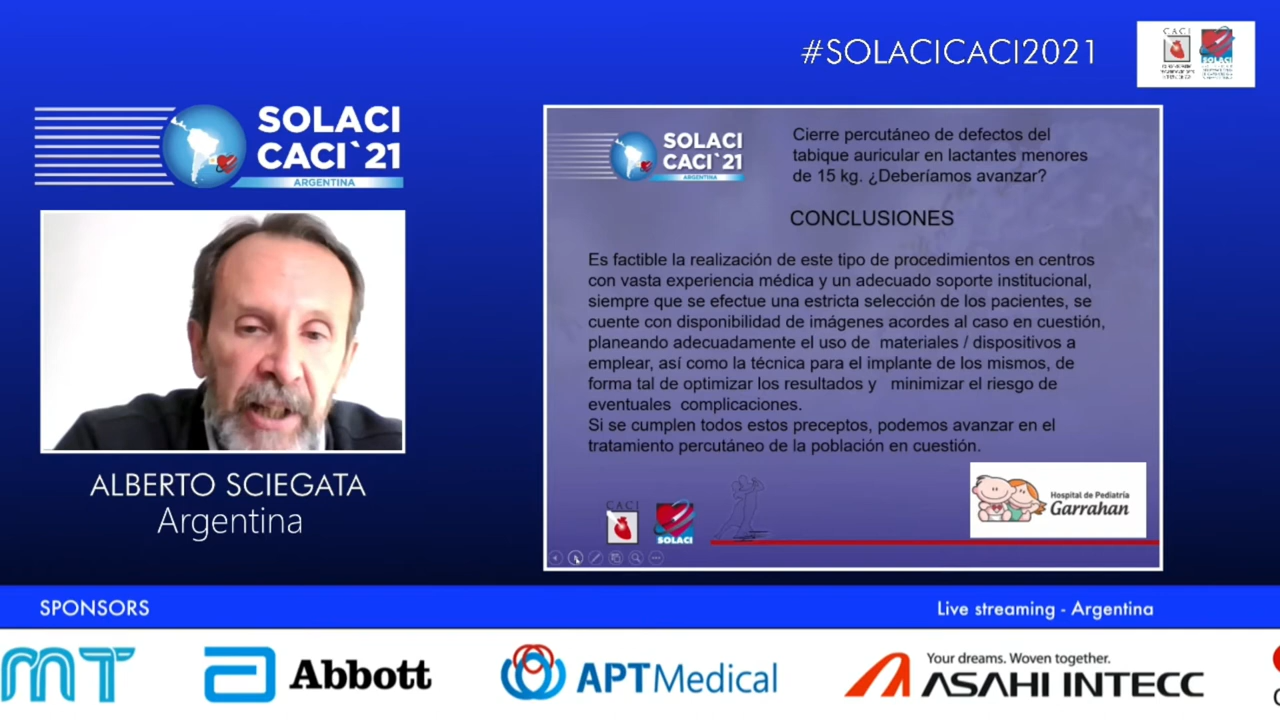 #SOLACICACI2021
CACI
SOLACI
SOLACI
CACI`21
ARGENTINA
SOLACI
CACI`21
ARGENTINA
Cierre percutáneo de defectos del
tabique auricular en lactantes menores
de 15 kg. ¿Deberíamos avanzar?
CONCLUSIONES
Es factible la realización de este tipo de procedimientos en centros
con vasta experiencia médica y un adecuado soporte institucional,
siempre que se efectue una estricta selección de los pacientes, se
cuente con disponibilidad de imágenes acordes al caso en cuestión,
planeando adecuadamente el uso de materiales / dispositivos a
emplear, así como la técnica para el implante de los mismos, de
forma tal de optimizar los resultados y minimizar el riesgo de
eventuales complicaciones.
Si se cumplen todos estos preceptos, podemos avanzar en el
tratamiento percutáneo de la población en cuestión.
CACI
SOLACI
Hospital de Pediatría
Garrahan
ALBERTO SCIEGATA
Argentina
SPONSORS
Live streaming - Argentina
MT
Abbott
APT Medical
Your dreams. Woven together.
ASAHI INTECC